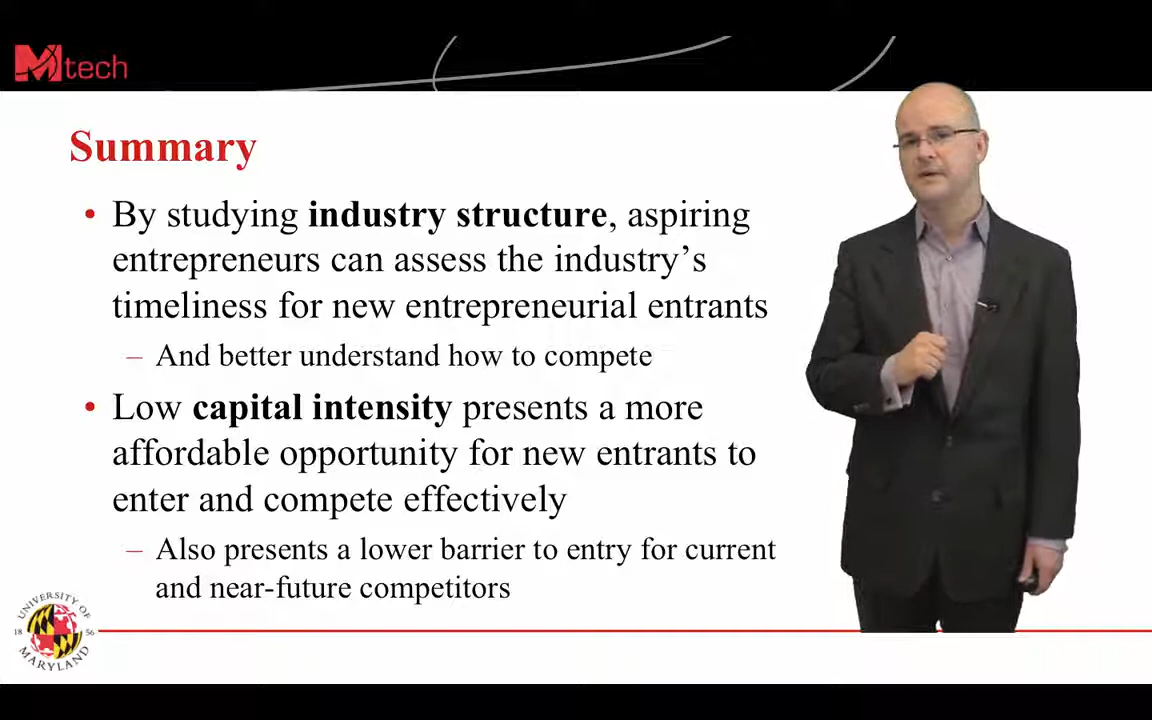 Mtech
Summary
• By studying industry structure, aspiring
entrepreneurs can assess the industry’s
timeliness for new entrepreneurial entrants
– And better understand how to compete
• Low capital intensity presents a more
affordable opportunity for new entrants to
enter and compete effectively
– Also presents a lower barrier to entry for current
and near-future competitors
UNIVERSITY OF
18 56
MARYLAND